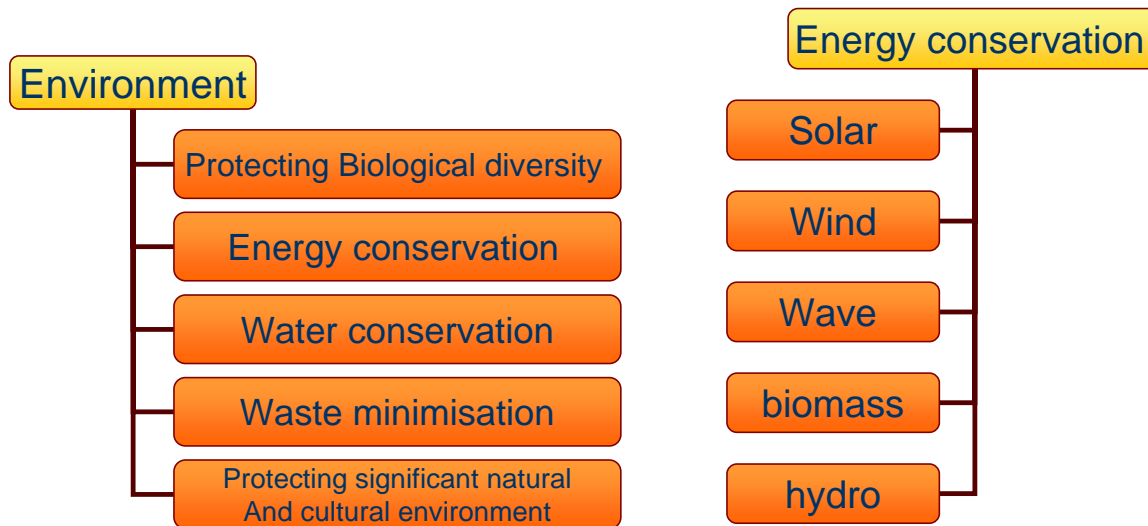 Environment
Protecting Biological diversity
Energy conservation
Water conservation
Waste minimisation
Protecting significant natural
And cultural environment
Energy conservation
Solar
Wind
Wave
biomass
hydro